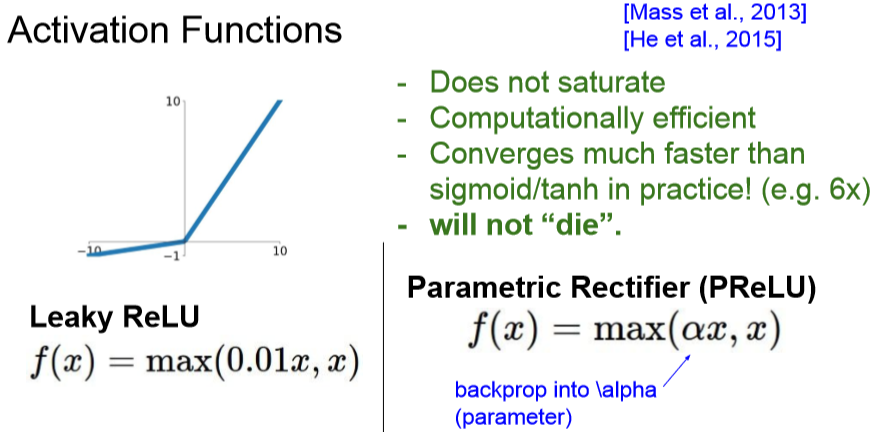 Activation Functions
[Mass et al., 2013]
[He et al., 2015]
10
−10
−1
10
- Does not saturate
- Computationally efficient
- Converges much faster than
sigmoid/tanh in practice! (e.g. 6x)
- will not “die”.
Leaky ReLU
f(x) = max(0.01x, x)
Parametric Rectifier (PReLU)
f(x) = max(αx, x)
backprop into \alpha
(parameter)